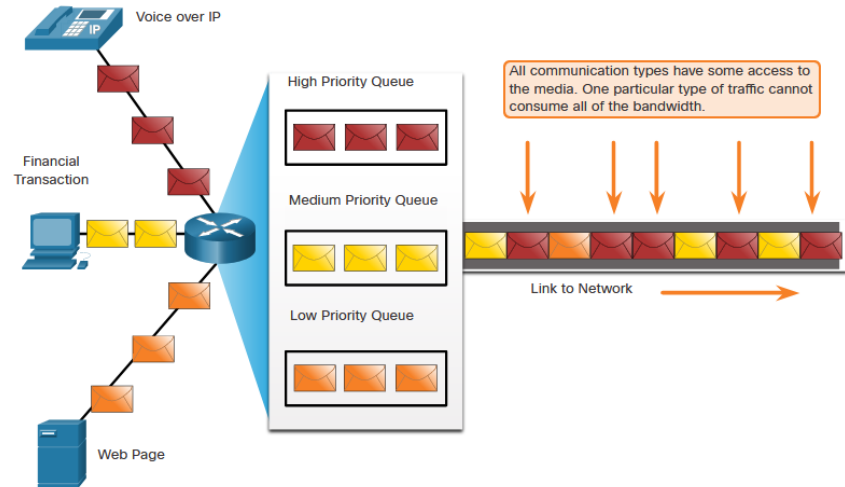 Voice over IP
IP
High Priority Queue
All communication types have some access to
the media. One particular type of traffic cannot
consume all of the bandwidth.
Financial
Transaction
Medium Priority Queue
Link to Network
Low Priority Queue
Web Page